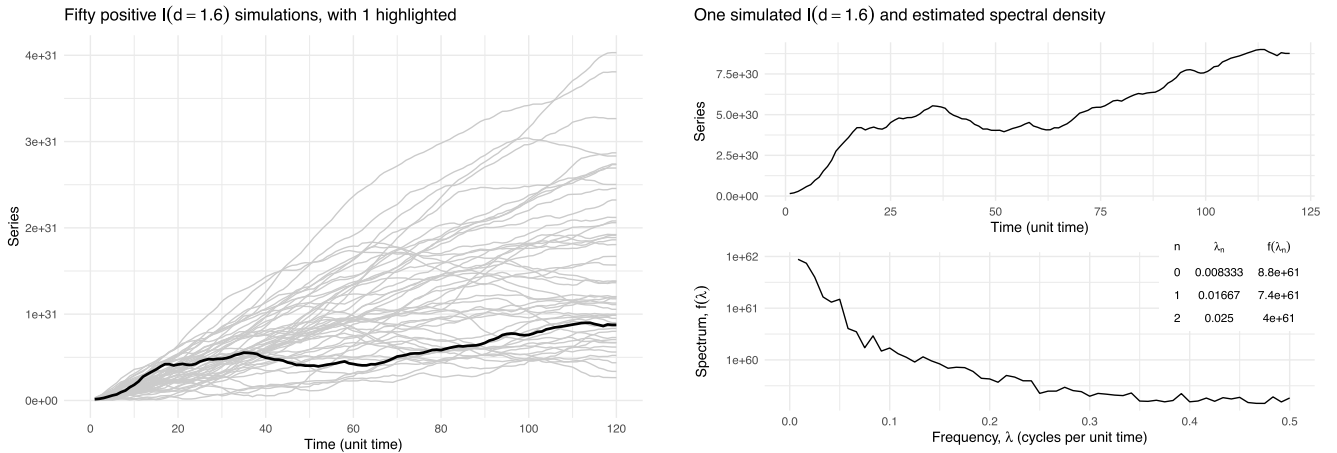 Fifty positive I(d = 1.6) simulations, with 1 highlighted
4e+31
3e+31
2e+31
1e+31
0e+00
Series
0 20 40 60 80 100 120
Time (unit time)
One simulated I(d = 1.6) and estimated spectral density
7.5e+30
5.0e+30
2.5e+30
0.0e+00
Series
0 25 50 75 100 125
Time (unit time)
n λn f(λn)
0 0.008333 8.8e+61
1 0.01667 7.4e+61
2 0.025 4e+61
1e+62
1e+61
1e+60
Spectrum, f(λ)
0.0 0.1 0.2 0.3 0.4 0.5
Frequency, λ (cycles per unit time)